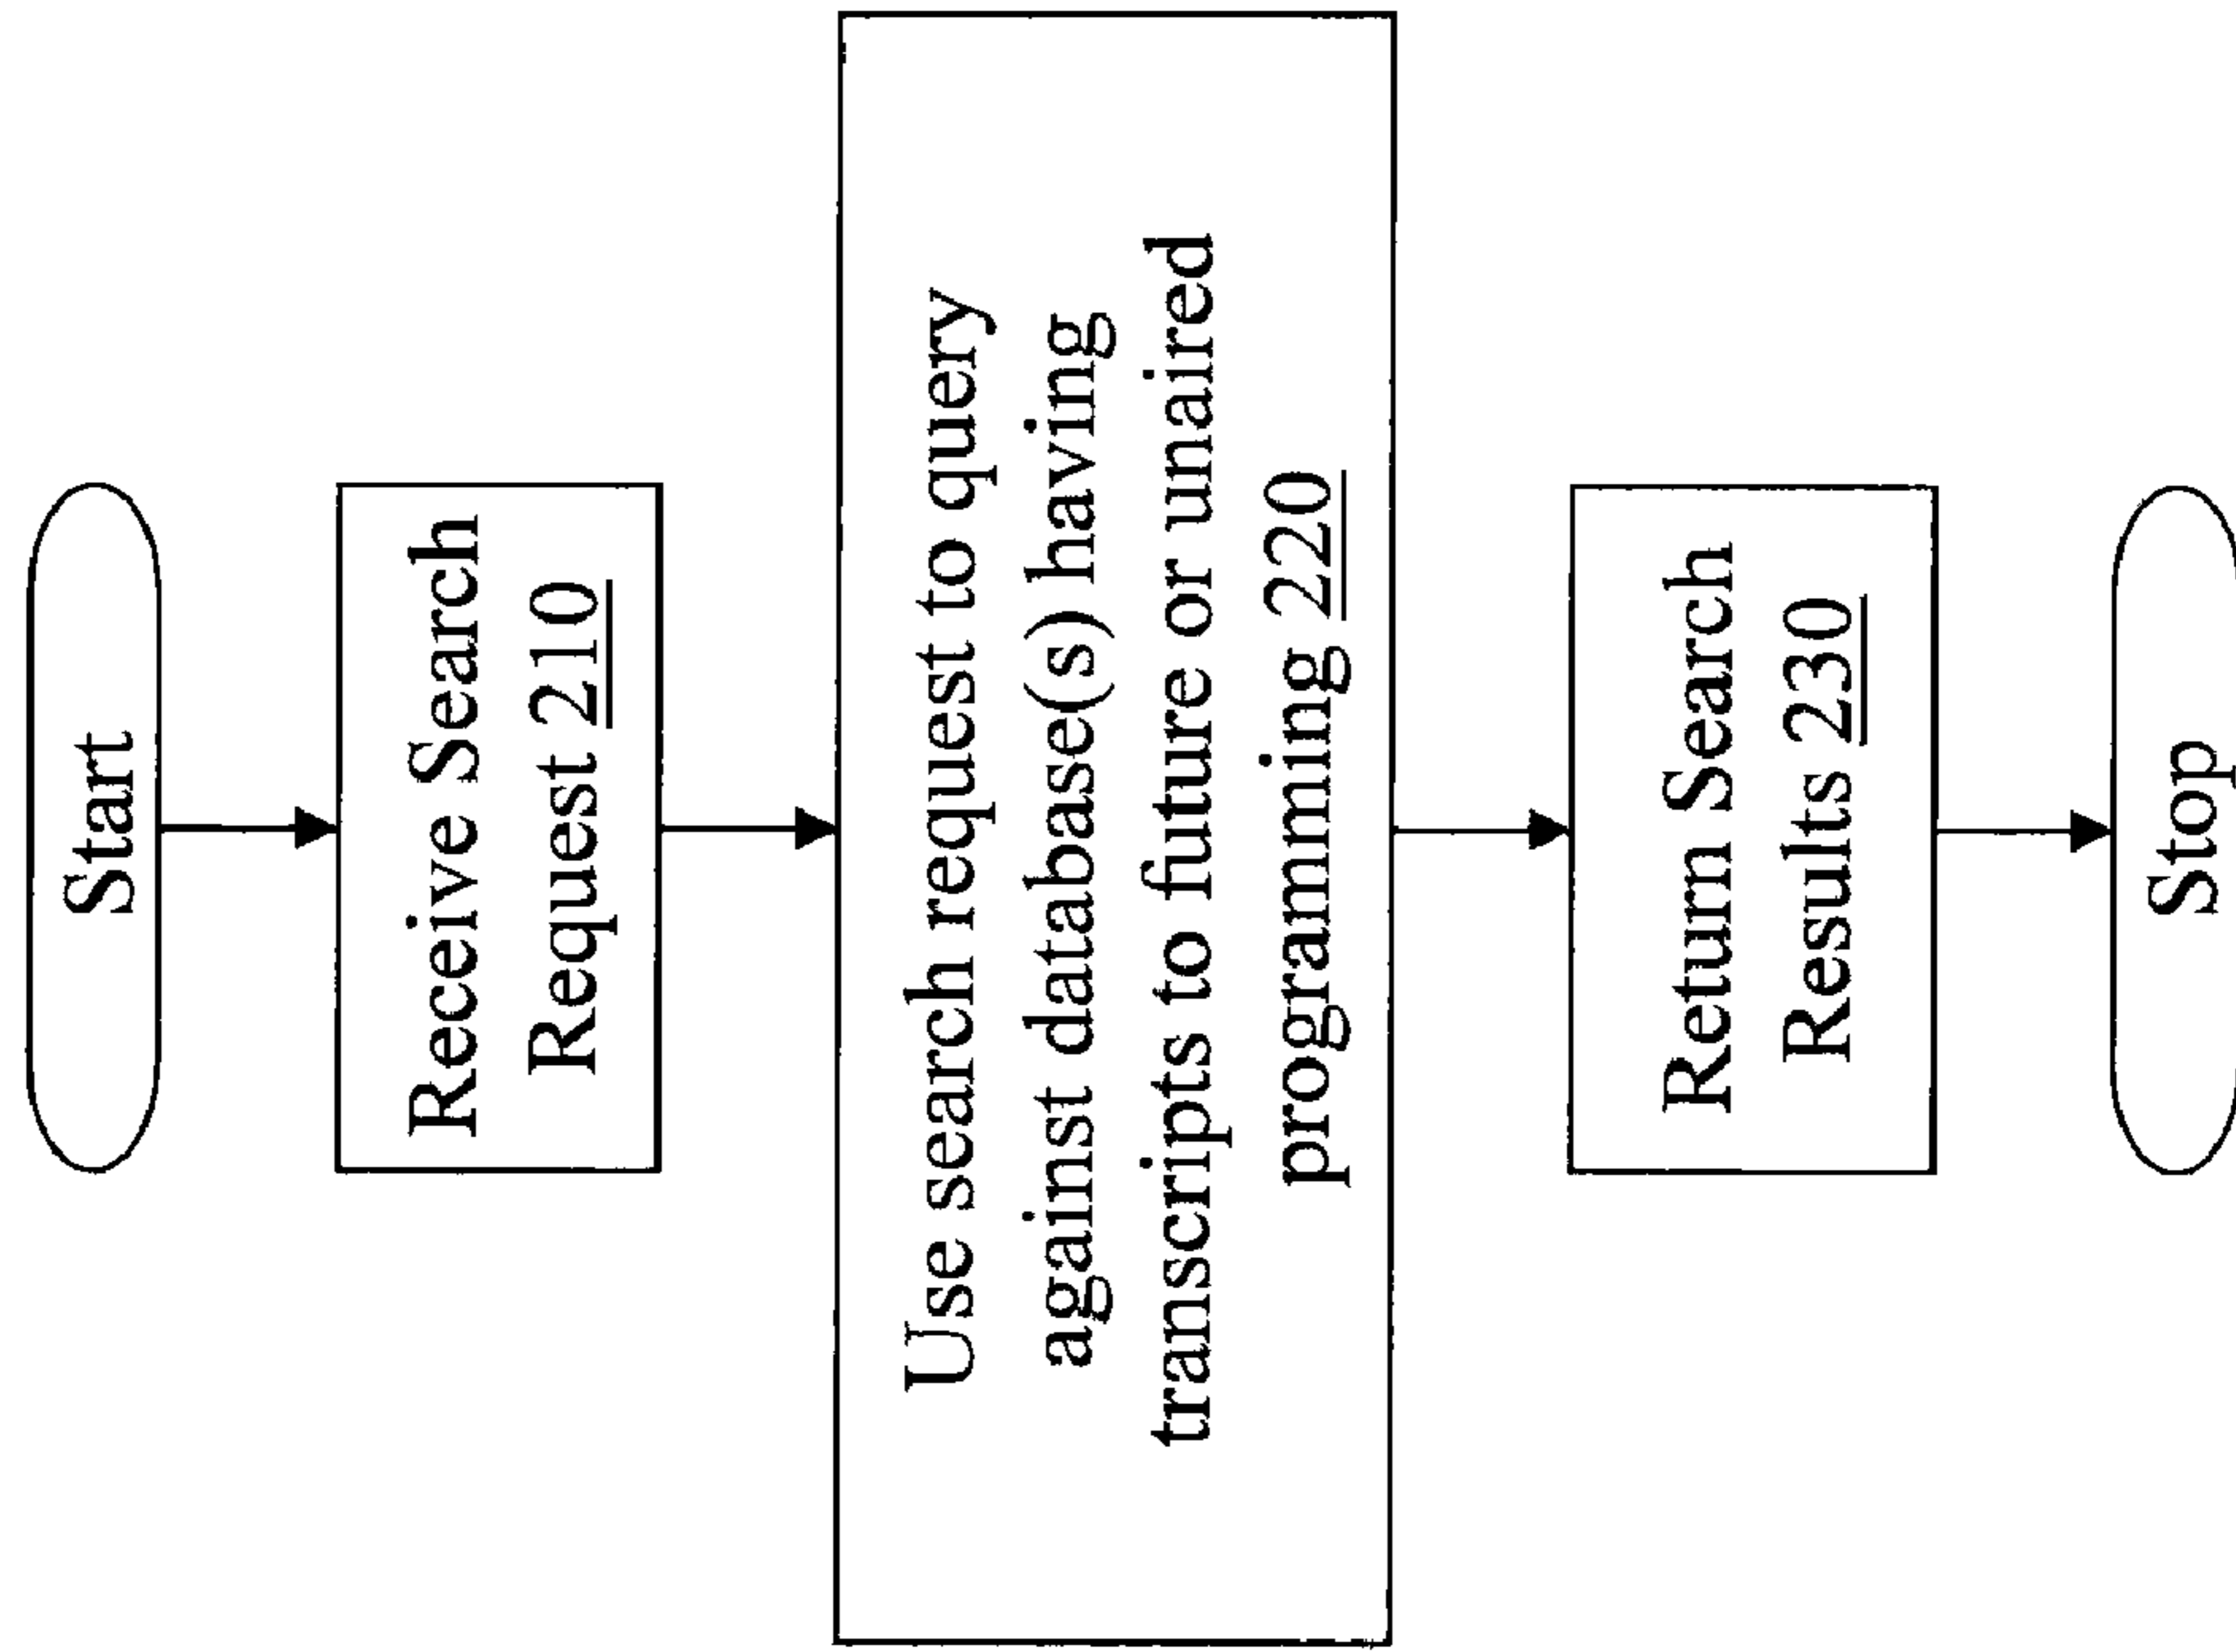 Start
Receive Search
Request 210
Use search request to query
against database(s) having
transcripts to future or unaired
programming 220
Return Search
Results 230
Stop